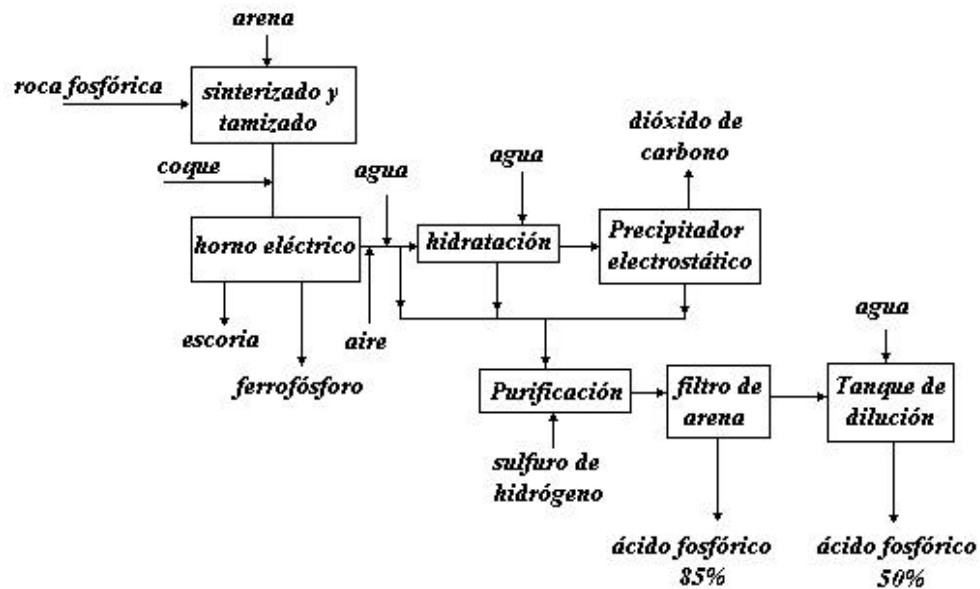 arena
roca fosfórica
sinterizado y
tamizado
coque
agua
agua
dióxido de
carbono
horno eléctrico
hidratación
Precipitador
electrostático
escoria
ferrofósforo
aire
agua
Purificación
filtro de
arena
Tanque de
dilución
sulfuro de
hidrógeno
ácido fosfórico
85%
ácido fosfórico
50%